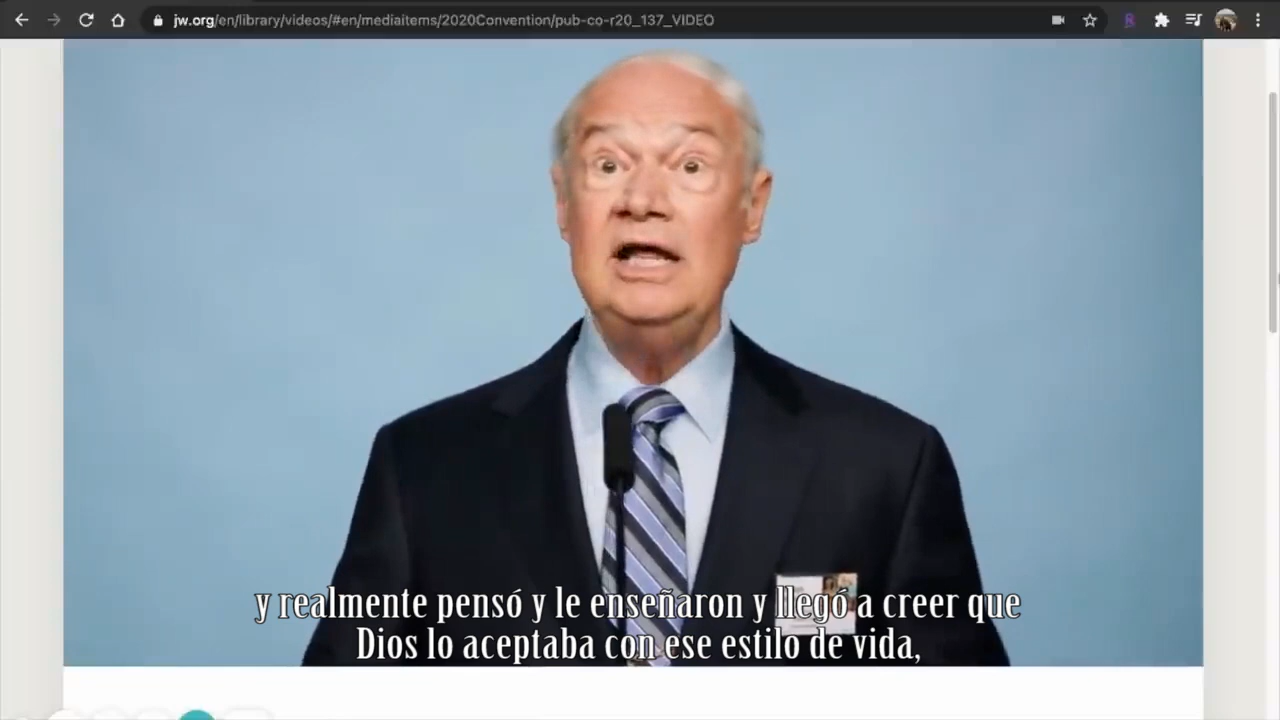 jw.org/en/library/videos/#en/mediaitems/2020Convention/pub-co-r20_137_VIDEO
y realmente pensó y le enseñaron y llegó a creer que
Dios lo aceptaba con ese estilo de vida,